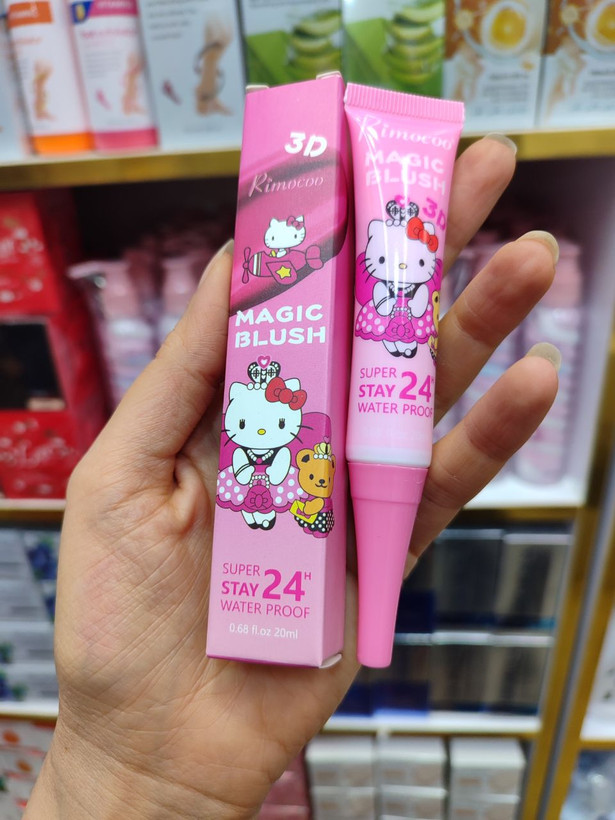 3D
Rimocoo
MAGIC
BLUSH
SUPER
STAY 24H
WATER PROOF
0.68 fl.oz 20ml
Rimocoo
MAGIC
BLUSH
3D
SUPER
STAY 24H
WATER PROOF